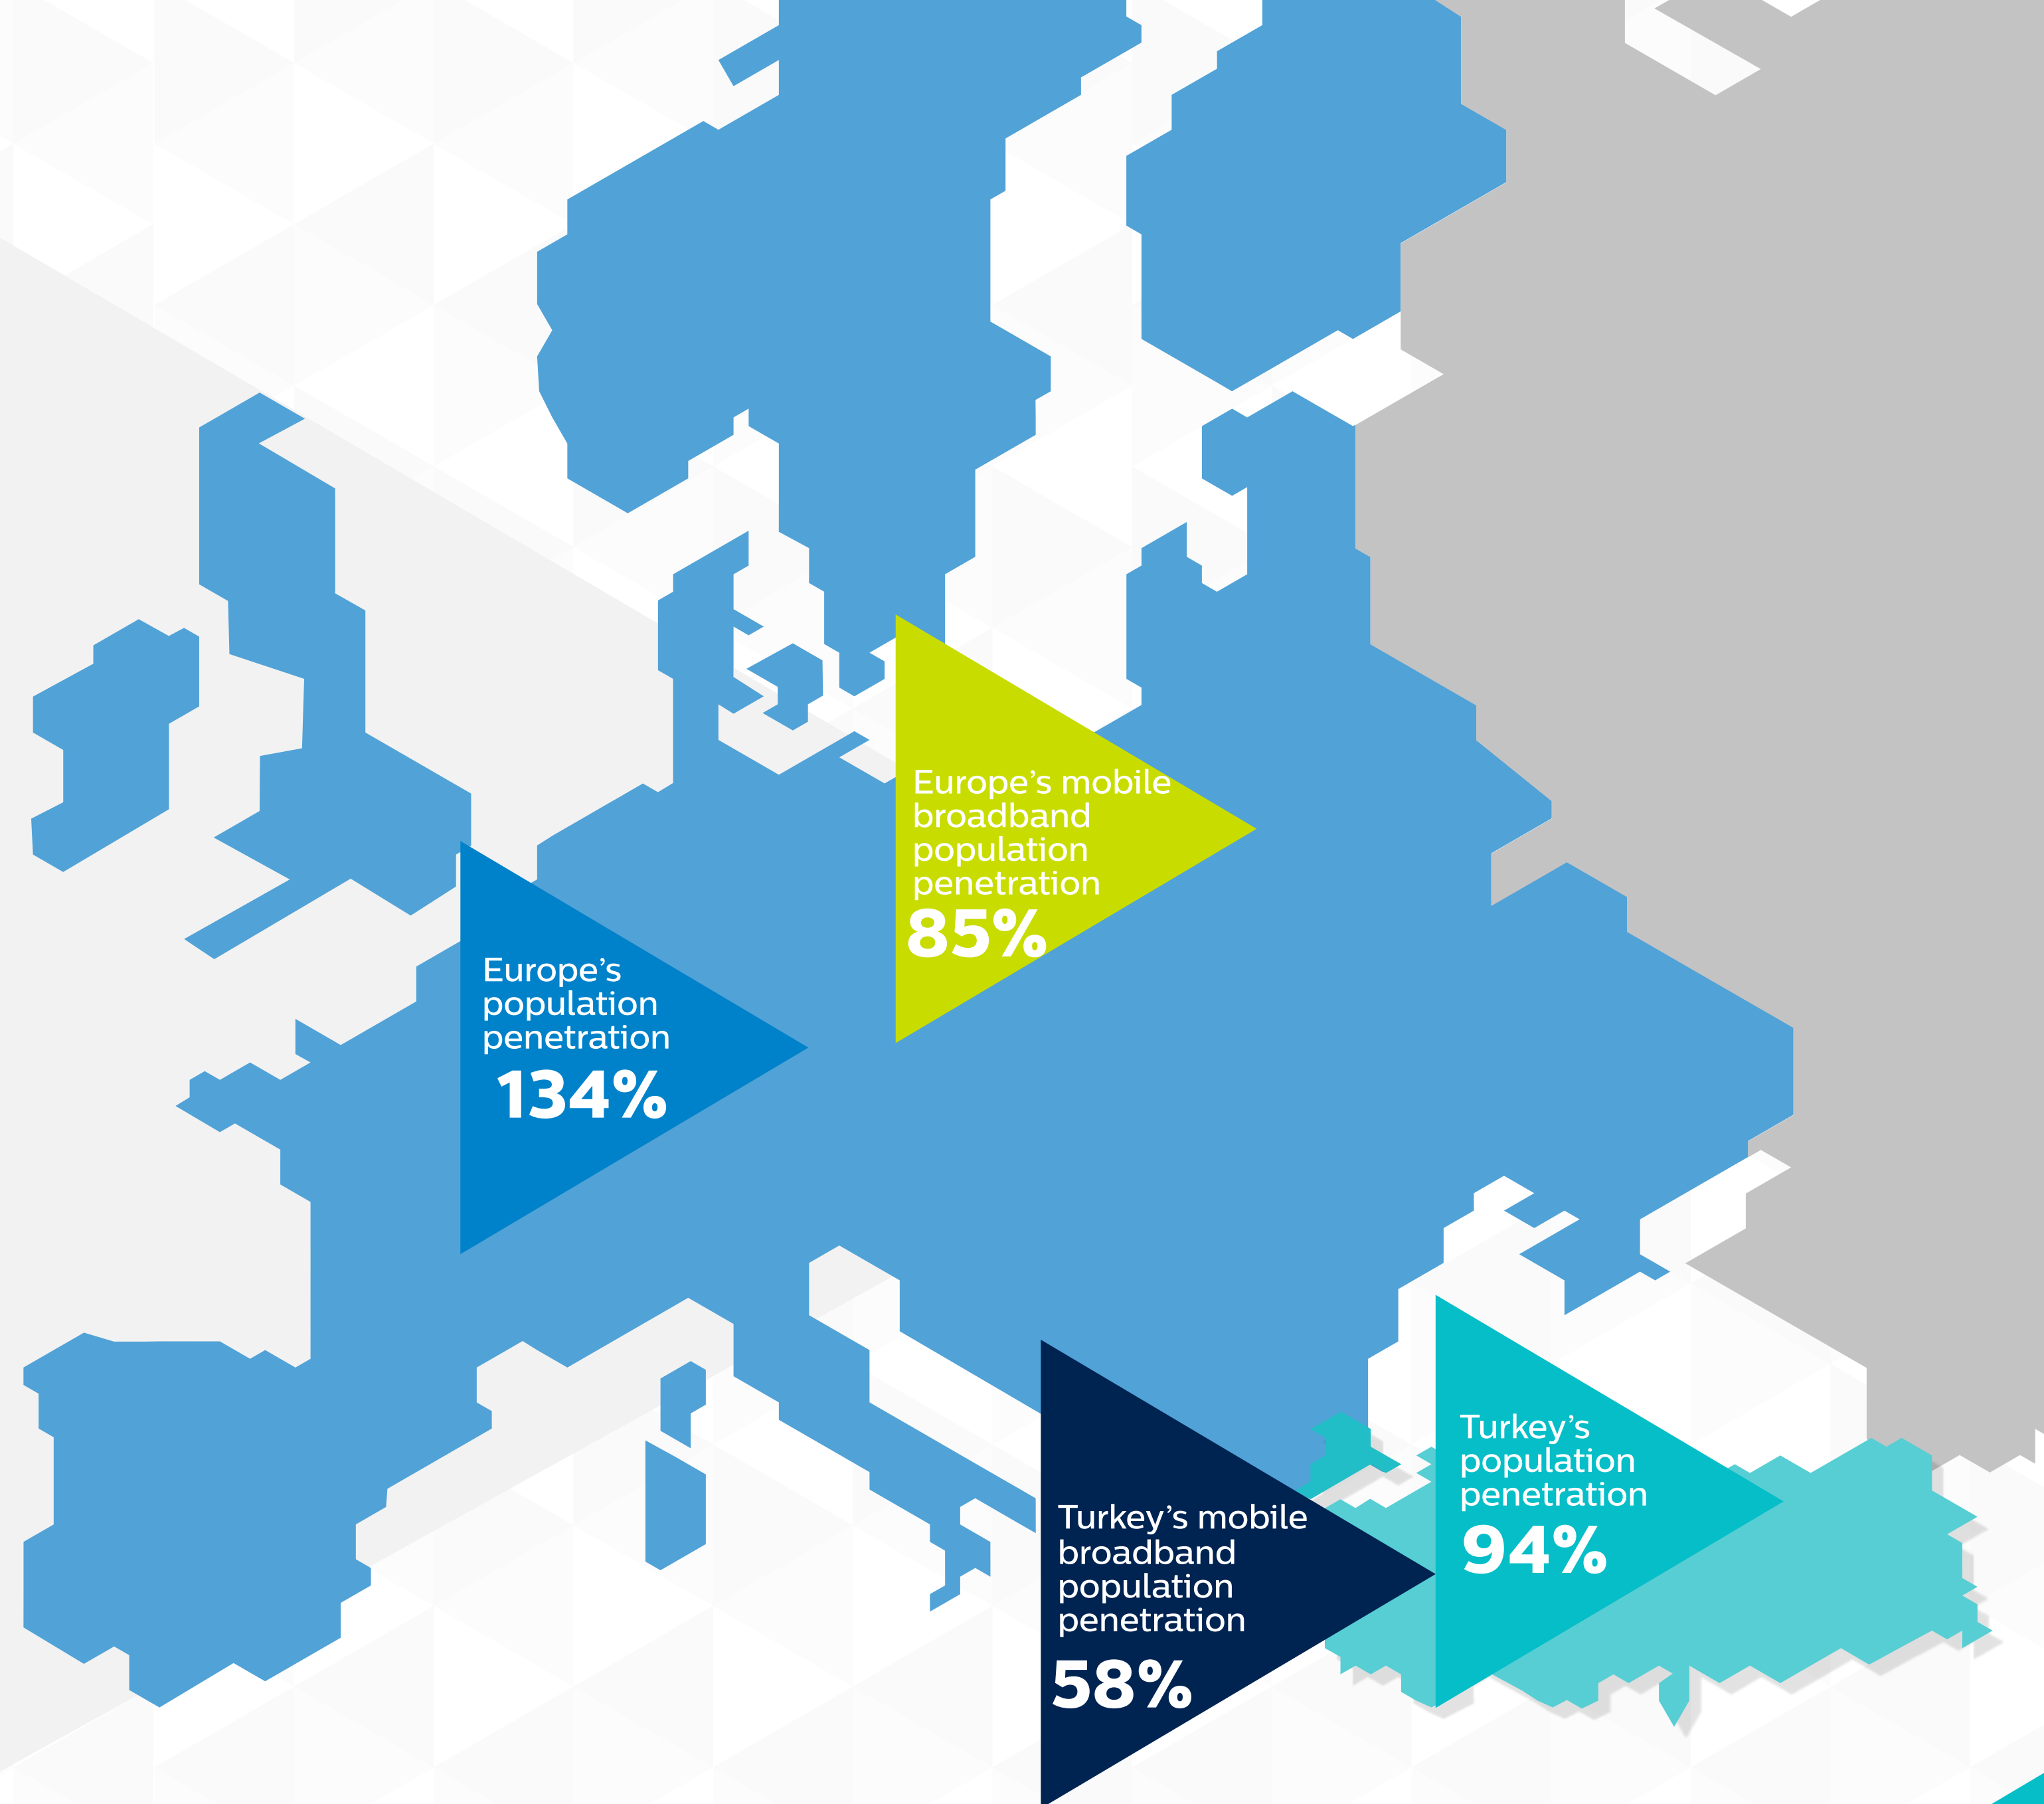 Europe’s mobile
broadband
population
penetration
85%
Europe’s
population
penetration
134%
Turkey’s
population
penetration
94%
Turkey’s mobile
broadband
population
penetration
58%